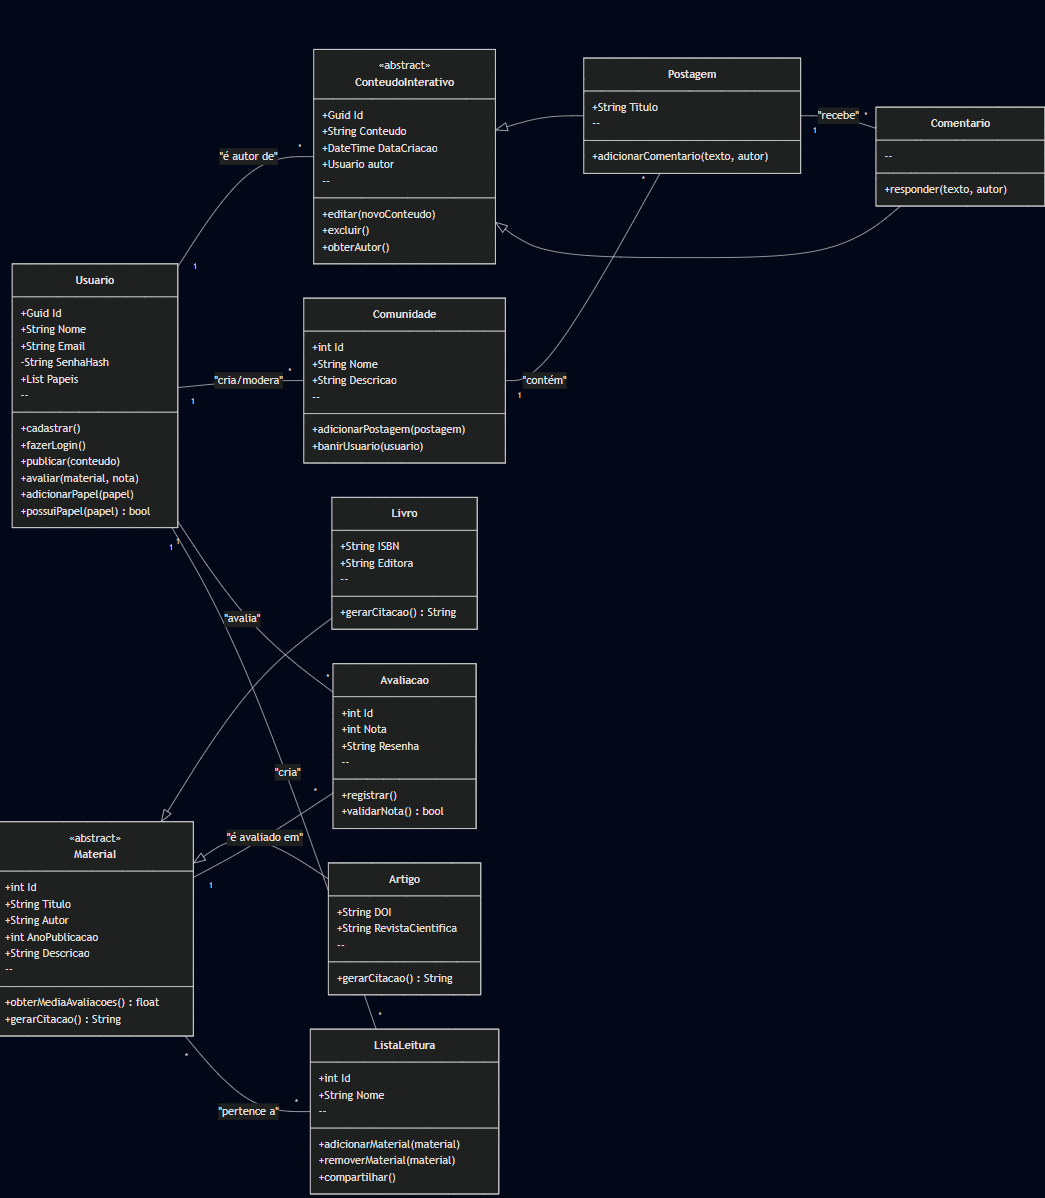 «abstract»
ConteudoInterativo
+Guid Id
+String Conteudo
+DateTime DataCriacao
+Usuario autor
--
+editar(novoConteudo)
+excluir()
+obterAutor()
Postagem
+String Titulo
--
+adicionarComentario(texto, autor)
"recebe"
*
1
Comentario
--
+responder(texto, autor)
"é autor de"
*
1
*
Usuario
+Guid Id
+String Nome
+String Email
-String SenhaHash
+List Papeis
--
+cadastrar()
+fazerLogin()
+publicar(conteudo)
+avaliar(material, nota)
+adicionarPapel(papel)
+possuiPapel(papel) : bool
"cria/modera"
*
1
Comunidade
+int Id
+String Nome
+String Descricao
--
+adicionarPostagem(postagem)
+banirUsuario(usuario)
"contém"
1
Livro
+String ISBN
+String Editora
--
+gerarCitacao() : String
1
1
"avalia"
*
Avaliacao
+int Id
+int Nota
+String Resenha
--
+registrar()
+validarNota() : bool
"cria"
*
"é avaliado em"
1
«abstract»
Material
+int Id
+String Titulo
+String Autor
+int AnoPublicacao
+String Descricao
--
+obterMediaAvaliacoes() : float
+gerarCitacao() : String
Artigo
+String DOI
+String RevistaCientifica
--
+gerarCitacao() : String
*
*
"pertence a"
*
ListaLeitura
+int Id
+String Nome
--
+adicionarMaterial(material)
+removerMaterial(material)
+compartilhar()